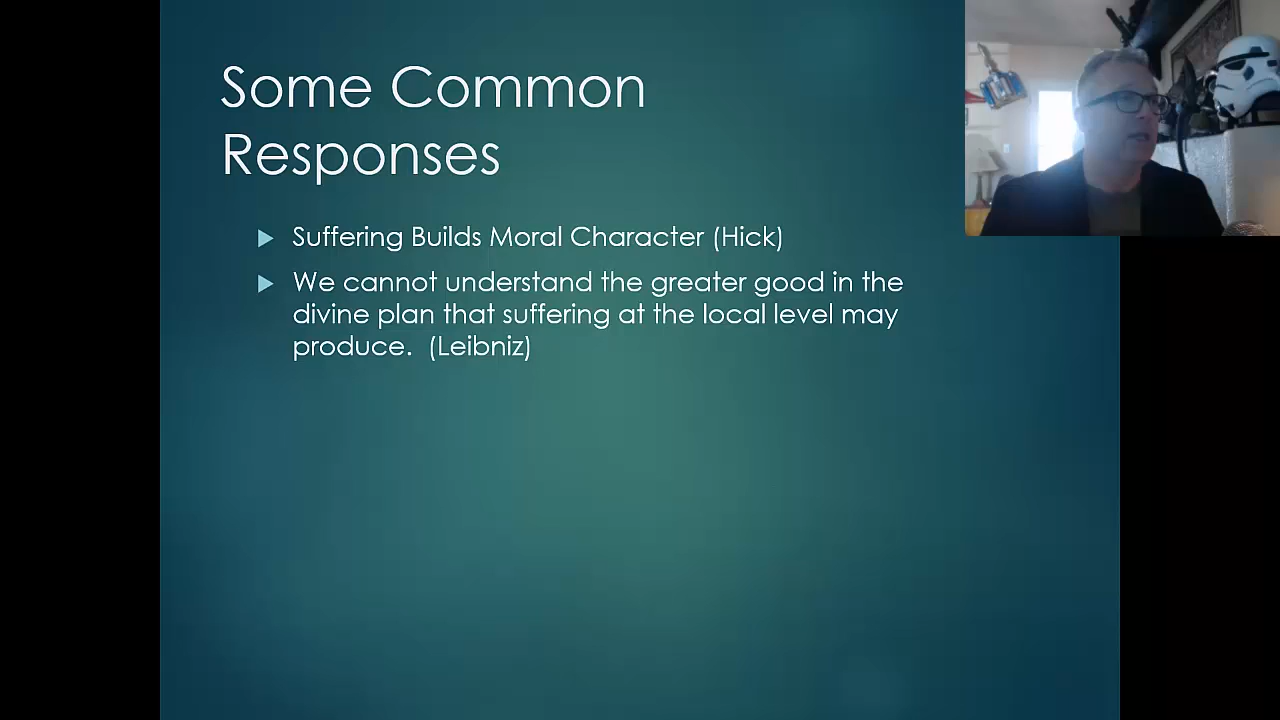 Some Common
Responses
Suffering Builds Moral Character (Hick)
We cannot understand the greater good in the
divine plan that suffering at the local level may
produce.  (Leibniz)